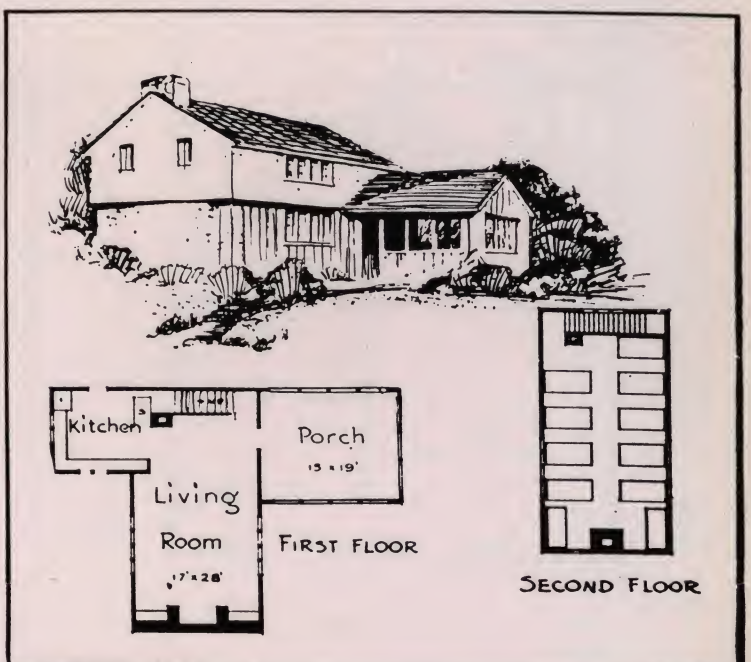 Kitchen
S
Porch
15 x 19'
Living
Room
17' x 28'
FIRST FLOOR
SECOND FLOOR